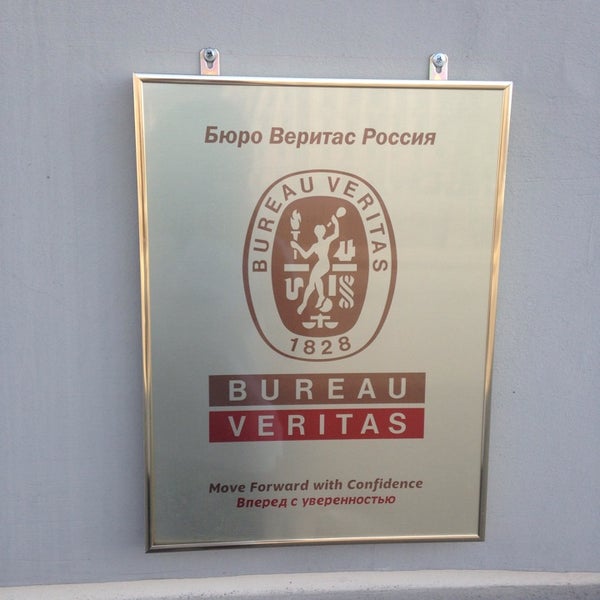 Бюро Веритас Россия
BUREAU VERITAS
1828
BUREAU
VERITAS
Move Forward with Confidence
Вперед с уверенностью